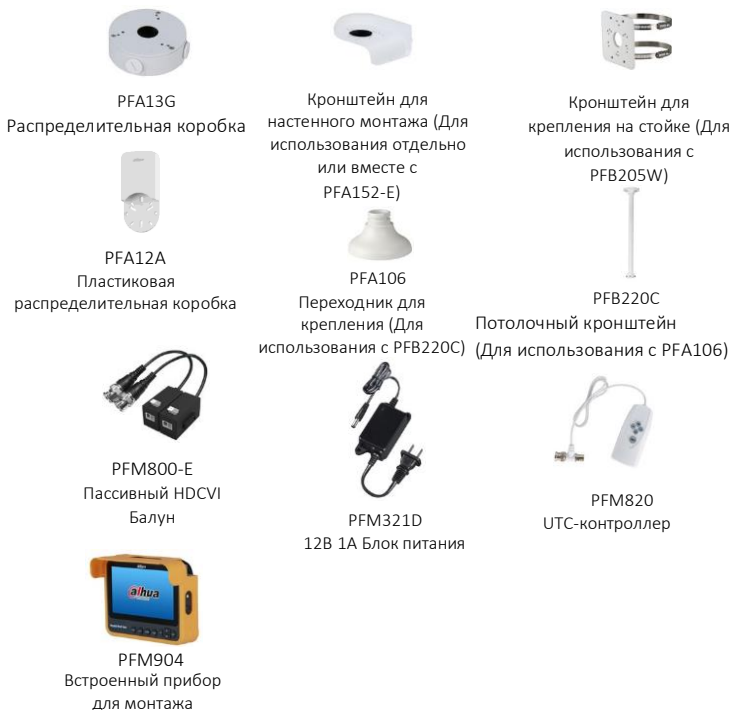 PFA13G
Распределительная коробка
Кронштейн для
настенного монтажа (Для
использования отдельно
или вместе с
PFA152-E)
Кронштейн для
крепления на стойке (Для
использования с
PFB205W)
PFA12A
Пластиковая
распределительная коробка
PFA106
Переходник для
крепления (Для
использования с PFB220C)
PFB220C
Потолочный кронштейн
(Для использования с PFA106)
PFM800-E
Пассивный HDCVI
Балун
PFM321D
12В 1А Блок питания
PFM820
UTC-контроллер
alhua
PFM904
Встроенный прибор
для монтажа